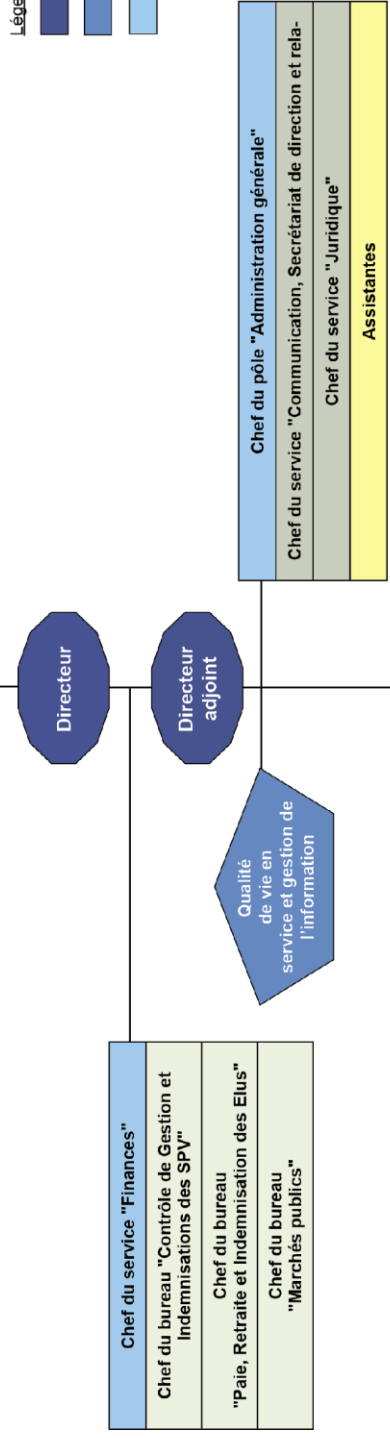 Lége
Directeur
Directeur
adjoint
Qualité
de vie en
service et gestion de
l'information
Chef du service "Finances"
Chef du bureau "Contrôle de Gestion et
Indemnisations des SPV"
Chef du bureau
"Paie, Retraite et Indemnisation des Elus"
Chef du bureau
"Marchés publics"
Chef du pôle "Administration générale"
Chef du service "Communication, Secrétariat de direction et rela-
Chef du service "Juridique"
Assistantes